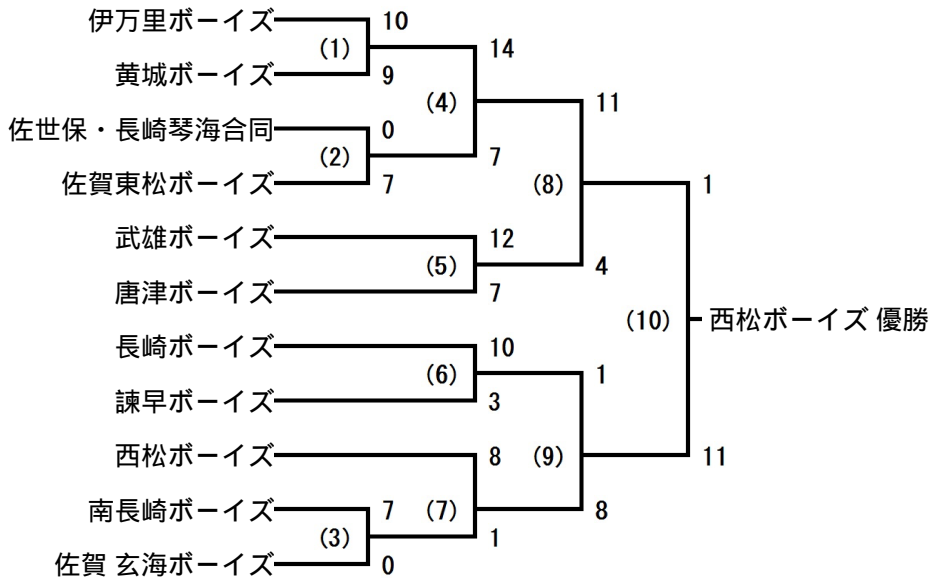 伊万里ボーイズ 10
(1) 14
黄城ボーイズ 9
(4) 11
佐世保・長崎琴海合同 0
(2) 7
佐賀東松ボーイズ 7
(8) 1
武雄ボーイズ 12
(5) 4
唐津ボーイズ 7
(10) 西松ボーイズ 優勝
長崎ボーイズ 10
(6) 1
諫早ボーイズ 3
西松ボーイズ 8 (9) 11
南長崎ボーイズ 7 (7) 8
(3) 1
佐賀 玄海ボーイズ 0